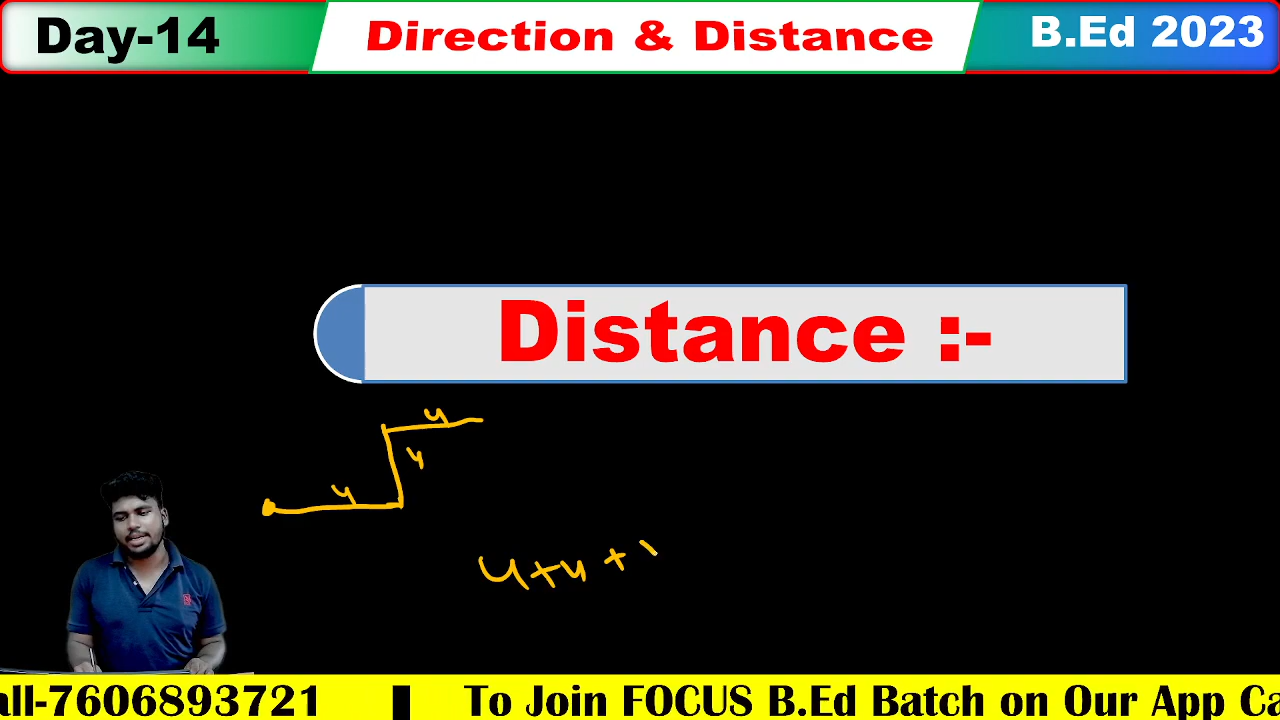 Day-14
Direction & Distance
B.Ed 2023
Distance :-
4
4
4
4+4+
all-7606893721 ▮ To Join FOCUS B.Ed Batch on Our App Ca